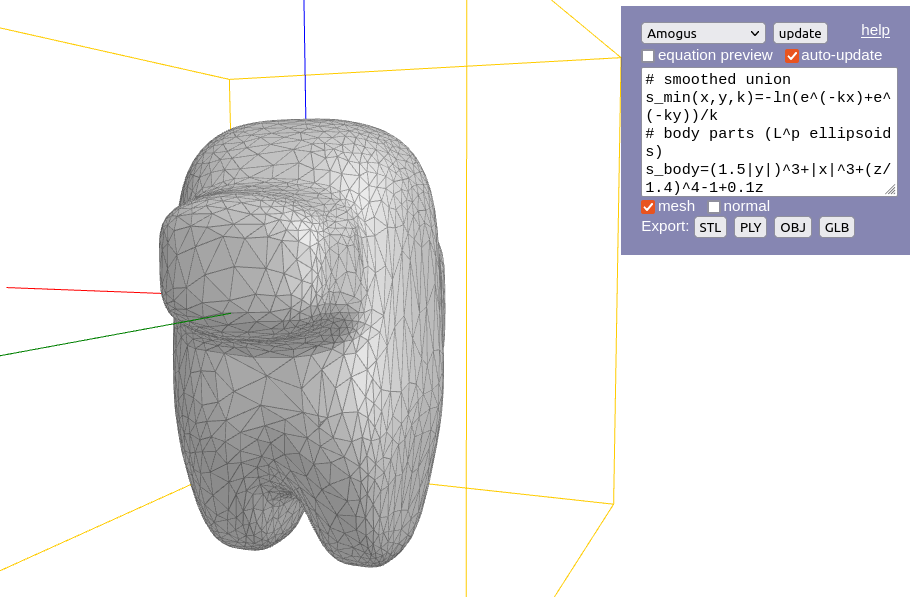 Amogus update help
equation preview auto-update
# smoothed union
s_min(x,y,k)=-ln(e^(-kx)+e^
(-ky))/k
# body parts (L^p ellipsoid
s)
s_body=(1.5|y|)^3+|x|^3+(z/
1.4)^4-1+0.1z
mesh normal
Export: STL PLY OBJ GLB